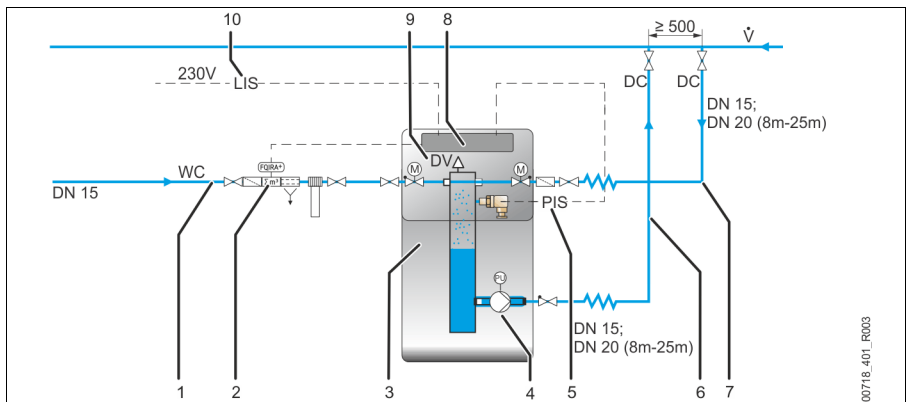 10
9
8
≥ 500
V̇
230V
LIS
DC
DC
DN 15;
DN 20 (8m-25m)
DV
FQIRA+
M
M
WC
Σm³
DN 15
PIS
PU
DN 15;
DN 20 (8m-25m)
1
2
3
4
5
6
7
00718_401_R003